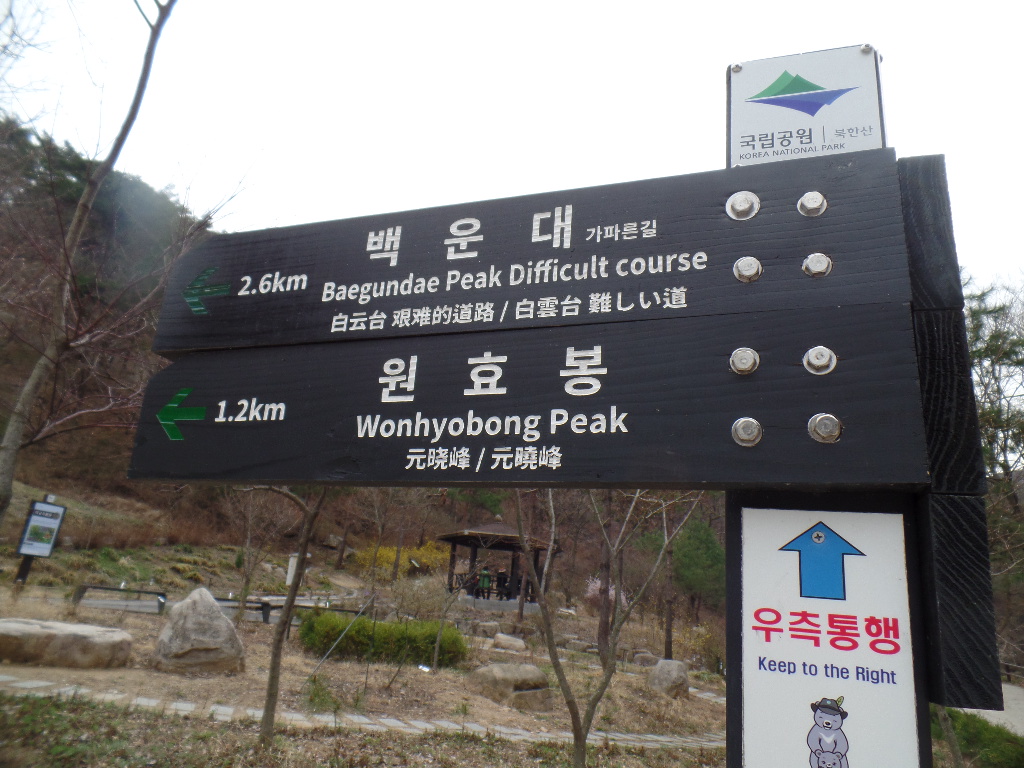 국립공원 | 북한산
KOREA NATIONAL PARK
백운대 가파른길
2.6km
Baegundae Peak Difficult course
白云台 艰难的道路 / 白雲台 難しい道
원효봉
1.2km
Wonhyobong Peak
元晓峰 / 元曉峰
우측통행
Keep to the Right